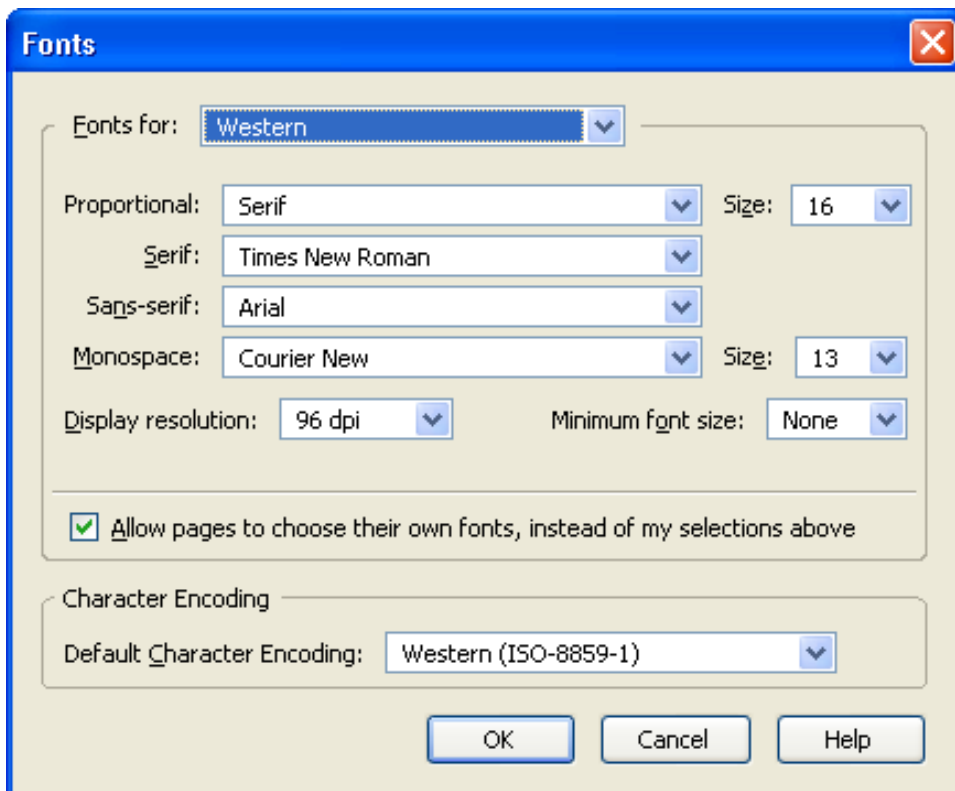 Fonts
Fonts for: Western
Proportional: Serif Size: 16
Serif: Times New Roman
Sans-serif: Arial
Monospace: Courier New Size: 13
Display resolution: 96 dpi Minimum font size: None
Allow pages to choose their own fonts, instead of my selections above
Character Encoding
Default Character Encoding: Western (ISO-8859-1)
OK Cancel Help